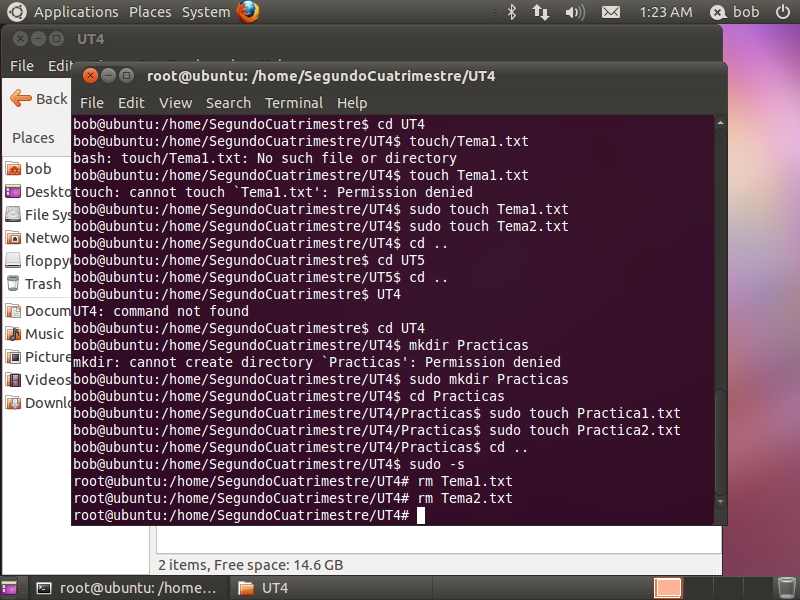 Applications Places System 1:23 AM bob
UT4
File Edit
Back
Places
bob
Deskto
File Sys
Netwo
floppy
Trash
Docum
Music
Picture
Videos
Downlo
root@ubuntu: /home/SegundoCuatrimestre/UT4
File Edit View Search Terminal Help
bob@ubuntu:/home/SegundoCuatrimestre$ cd UT4
bob@ubuntu:/home/SegundoCuatrimestre/UT4$ touch/Tema1.txt
bash: touch/Tema1.txt: No such file or directory
bob@ubuntu:/home/SegundoCuatrimestre/UT4$ touch Tema1.txt
touch: cannot touch `Tema1.txt': Permission denied
bob@ubuntu:/home/SegundoCuatrimestre/UT4$ sudo touch Tema1.txt
bob@ubuntu:/home/SegundoCuatrimestre/UT4$ sudo touch Tema2.txt
bob@ubuntu:/home/SegundoCuatrimestre/UT4$ cd ..
bob@ubuntu:/home/SegundoCuatrimestre$ cd UT5
bob@ubuntu:/home/SegundoCuatrimestre/UT5$ cd ..
bob@ubuntu:/home/SegundoCuatrimestre$ UT4
UT4: command not found
bob@ubuntu:/home/SegundoCuatrimestre$ cd UT4
bob@ubuntu:/home/SegundoCuatrimestre/UT4$ mkdir Practicas
mkdir: cannot create directory `Practicas': Permission denied
bob@ubuntu:/home/SegundoCuatrimestre/UT4$ sudo mkdir Practicas
bob@ubuntu:/home/SegundoCuatrimestre/UT4$ cd Practicas
bob@ubuntu:/home/SegundoCuatrimestre/UT4/Practicas$ sudo touch Practica1.txt
bob@ubuntu:/home/SegundoCuatrimestre/UT4/Practicas$ sudo touch Practica2.txt
bob@ubuntu:/home/SegundoCuatrimestre/UT4/Practicas$ cd ..
bob@ubuntu:/home/SegundoCuatrimestre/UT4$ sudo -s
root@ubuntu:/home/SegundoCuatrimestre/UT4# rm Tema1.txt
root@ubuntu:/home/SegundoCuatrimestre/UT4# rm Tema2.txt
root@ubuntu:/home/SegundoCuatrimestre/UT4#
2 items, Free space: 14.6 GB
root@ubuntu: /home... UT4